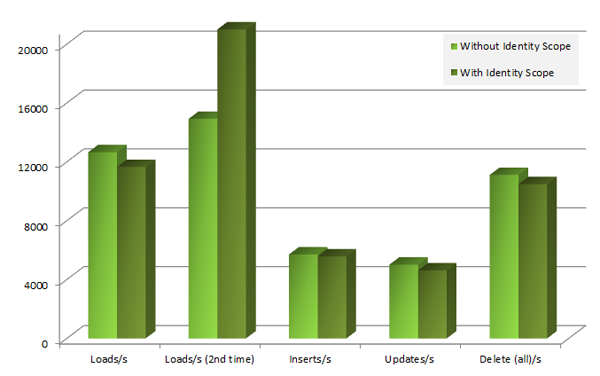 20000
16000
12000
8000
4000
0
Without Identity Scope
With Identity Scope
Loads/s
Loads/s (2nd time)
Inserts/s
Updates/s
Delete (all)/s